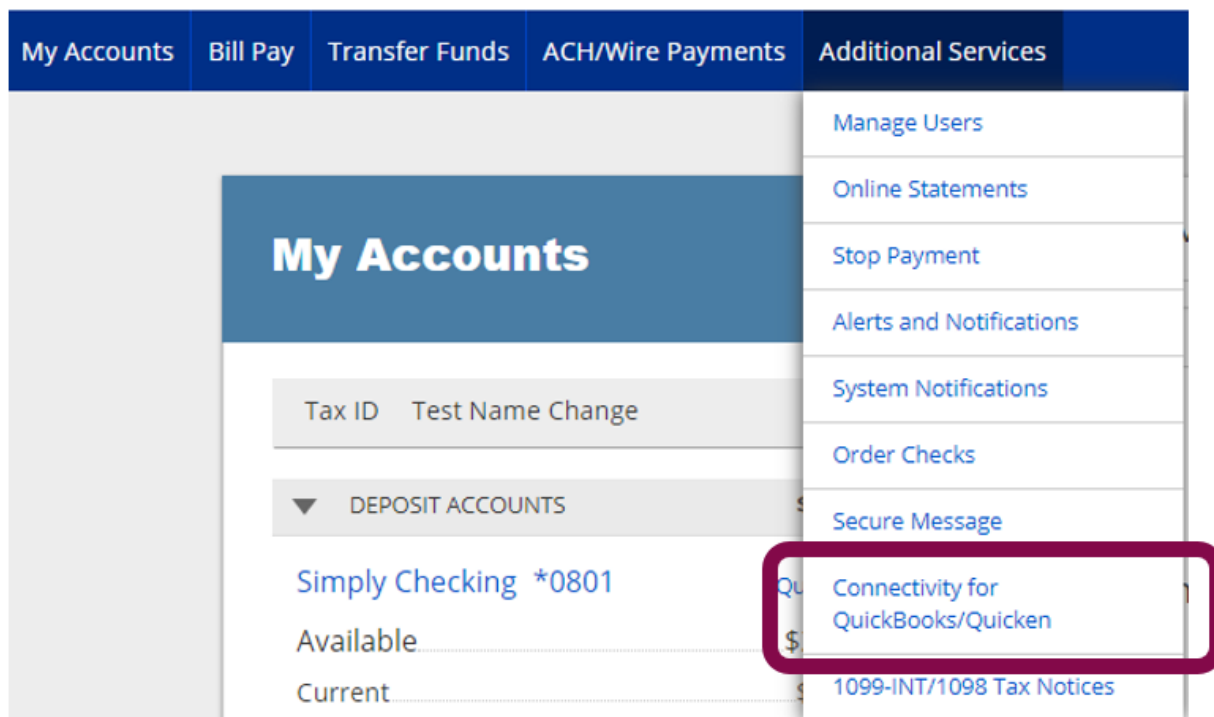 My Accounts Bill Pay Transfer Funds ACH/Wire Payments Additional Services
Manage Users
Online Statements
Stop Payment
Alerts and Notifications
System Notifications
Order Checks
Secure Message
Connectivity for
QuickBooks/Quicken
1099-INT/1098 Tax Notices
My Accounts
Tax ID Test Name Change
DEPOSIT ACCOUNTS
Simply Checking *0801
Available
Current